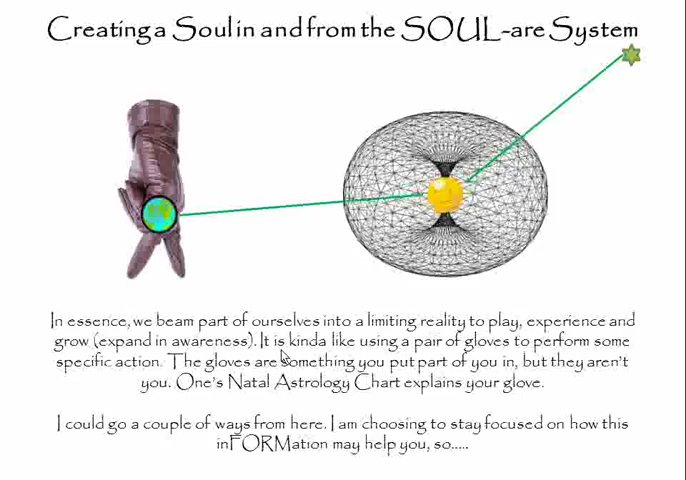 Creating a Soul in and from the SOUL-are System
In essence, we beam part of ourselves into a limiting reality to play, experience and
grow (expand in awareness). It is kinda like using a pair of gloves to perform some
specific action. The gloves are something you put part of you in, but they aren't
you. One's Natal Astrology Chart explains your glove.
I could go a couple of ways from here. I am choosing to stay focused on how this
inFORMation may help you, so.....